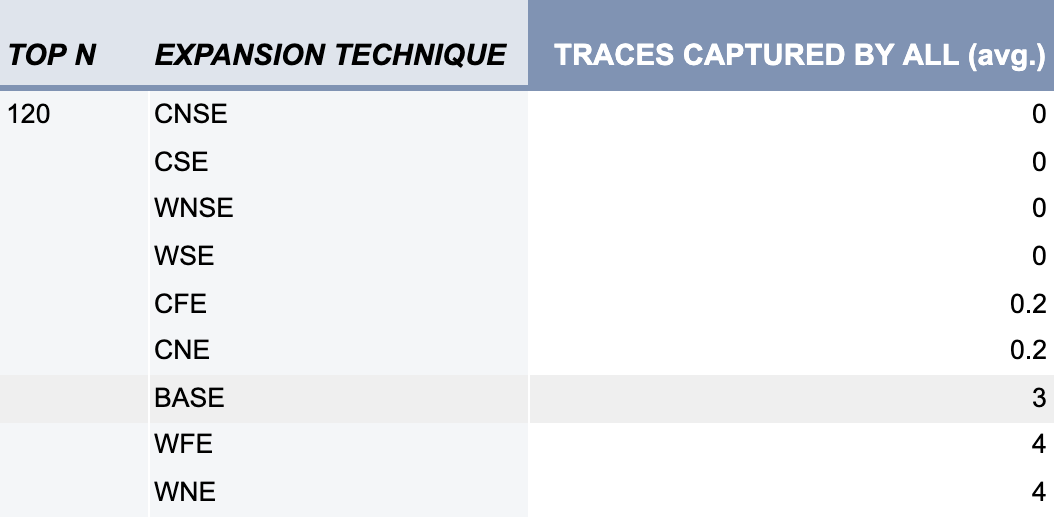 TOP N EXPANSION TECHNIQUE TRACES CAPTURED BY ALL (avg.)
120 CNSE 0
CSE 0
WNSE 0
WSE 0
CFE 0.2
CNE 0.2
BASE 3
WFE 4
WNE 4